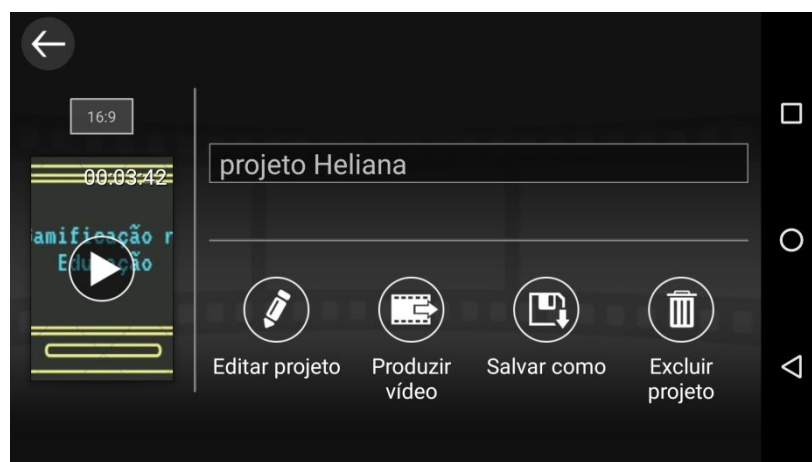 16:9
00:03:42
amificação
Educação
projeto Heliana
Editar projeto
Produzir
vídeo
Salvar como
Excluir
projeto